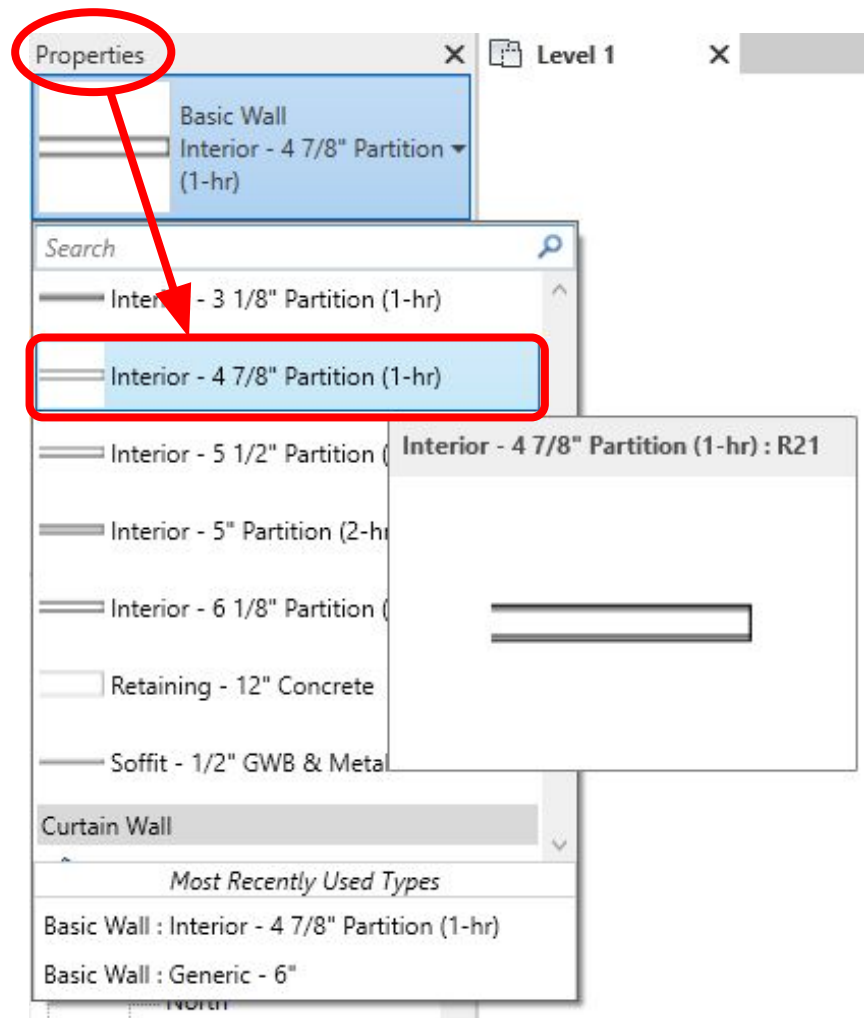 Properties
Level 1
Basic Wall
Interior - 4 7/8" Partition
(1-hr)
Search
Interior - 3 1/8" Partition (1-hr)
Interior - 4 7/8" Partition (1-hr)
Interior - 4 7/8" Partition (1-hr) : R21
Interior - 5 1/2" Partition (
Interior - 5" Partition (2-h
Interior - 6 1/8" Partition (
Retaining - 12" Concrete
Soffit - 1/2" GWB & Metal
Curtain Wall
Most Recently Used Types
Basic Wall : Interior - 4 7/8" Partition (1-hr)
Basic Wall : Generic - 6"
North